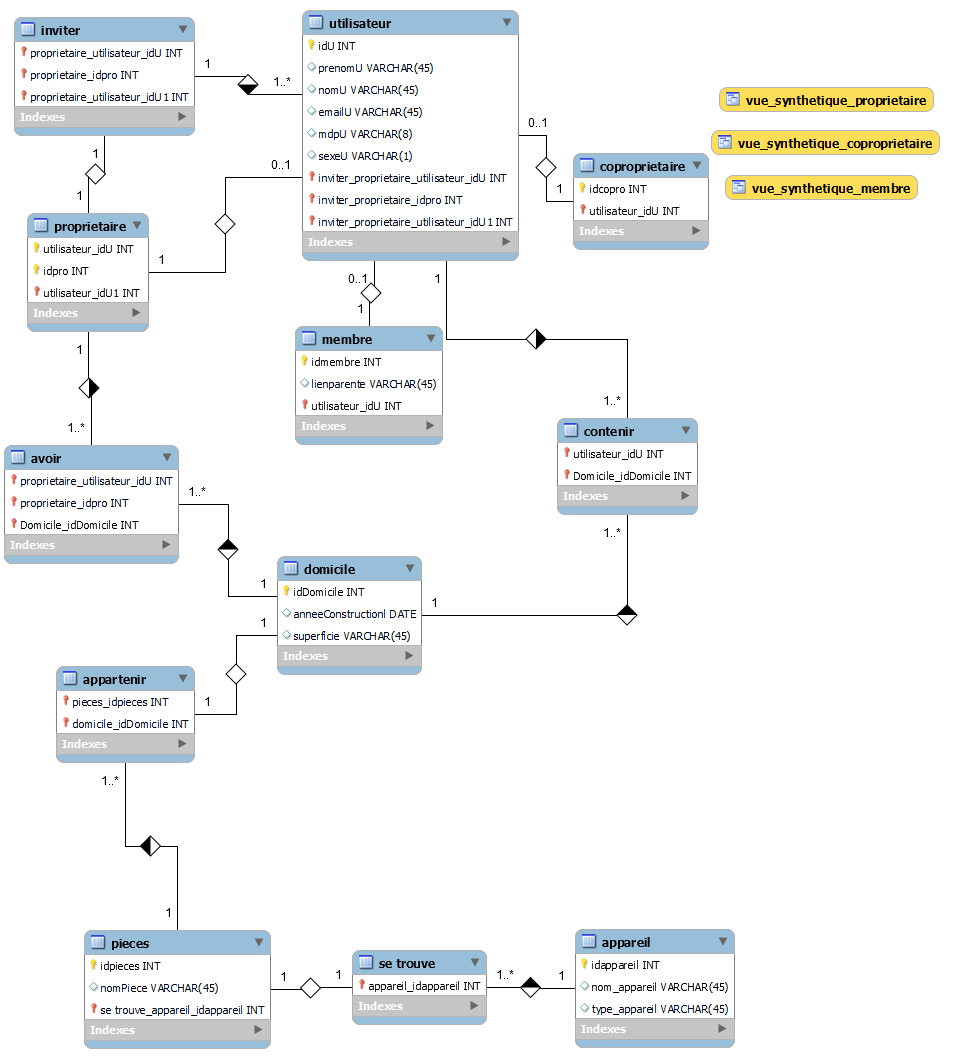 inviter
proprietaire_utilisateur_idU INT
proprietaire_idpro INT
proprietaire_utilisateur_idU1 INT
Indexes
1
1..*
utilisateur
idU INT
prenomU VARCHAR(45)
nomU VARCHAR(45)
emailU VARCHAR(45)
mdpU VARCHAR(8)
sexeU VARCHAR(1)
inviter_proprietaire_utilisateur_idU INT
inviter_proprietaire_idpro INT
inviter_proprietaire_utilisateur_idU1 INT
Indexes
vue_synthetique_proprietaire
vue_synthetique_coproprietaire
vue_synthetique_membre
0..1
1
coproprietaire
idcopro INT
utilisateur_idU INT
Indexes
1
1
0..1
1
proprietaire
utilisateur_idU INT
idpro INT
utilisateur_idU1 INT
Indexes
0..1
1
1
membre
idmembre INT
lienparente VARCHAR(45)
utilisateur_idU INT
Indexes
1
1..*
1..*
contenir
utilisateur_idU INT
Domicile_idDomicile INT
Indexes
1..*
avoir
proprietaire_utilisateur_idU INT
proprietaire_idpro INT
Domicile_idDomicile INT
Indexes
1..*
1
domicile
idDomicile INT
anneeConstructionl DATE
superficie VARCHAR(45)
Indexes
1
1
1
appartenir
pieces_idpieces INT
domicile_idDomicile INT
Indexes
1..*
1
pieces
idpieces INT
nomPiece VARCHAR(45)
se trouve_appareil_idappareil INT
Indexes
1
1
se trouve
appareil_idappareil INT
Indexes
1..*
1
appareil
idappareil INT
nom_appareil VARCHAR(45)
type_appareil VARCHAR(45)
Indexes